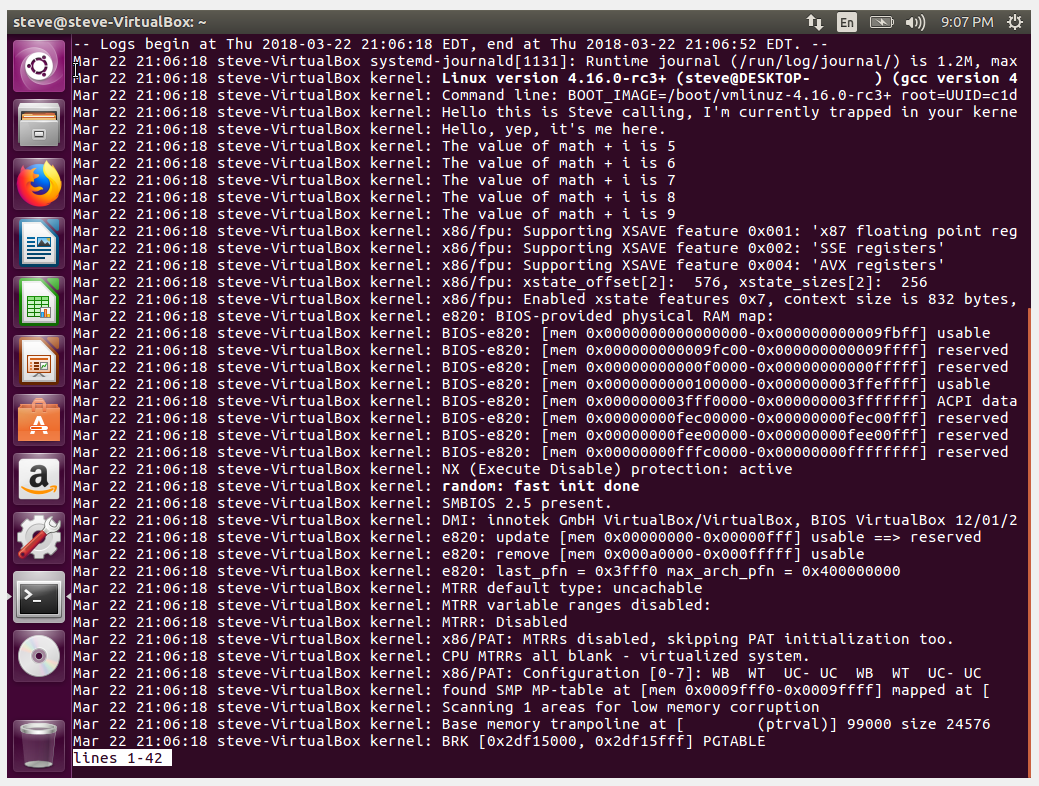 steve@steve-VirtualBox: ~
En
9:07 PM
-- Logs begin at Thu 2018-03-22 21:06:18 EDT, end at Thu 2018-03-22 21:06:52 EDT. --
Mar 22 21:06:18 steve-VirtualBox systemd-journald[1131]: Runtime journal (/run/log/journal/) is 1.2M, max
Mar 22 21:06:18 steve-VirtualBox kernel: Linux version 4.16.0-rc3+ (steve@DESKTOP-       ) (gcc version 4
Mar 22 21:06:18 steve-VirtualBox kernel: Command line: BOOT_IMAGE=/boot/vmlinuz-4.16.0-rc3+ root=UUID=c1d
Mar 22 21:06:18 steve-VirtualBox kernel: Hello this is Steve calling, I'm currently trapped in your kerne
Mar 22 21:06:18 steve-VirtualBox kernel: Hello, yep, it's me here.
Mar 22 21:06:18 steve-VirtualBox kernel: The value of math + i is 5
Mar 22 21:06:18 steve-VirtualBox kernel: The value of math + i is 6
Mar 22 21:06:18 steve-VirtualBox kernel: The value of math + i is 7
Mar 22 21:06:18 steve-VirtualBox kernel: The value of math + i is 8
Mar 22 21:06:18 steve-VirtualBox kernel: The value of math + i is 9
Mar 22 21:06:18 steve-VirtualBox kernel: x86/fpu: Supporting XSAVE feature 0x001: 'x87 floating point reg
Mar 22 21:06:18 steve-VirtualBox kernel: x86/fpu: Supporting XSAVE feature 0x002: 'SSE registers'
Mar 22 21:06:18 steve-VirtualBox kernel: x86/fpu: Supporting XSAVE feature 0x004: 'AVX registers'
Mar 22 21:06:18 steve-VirtualBox kernel: x86/fpu: xstate_offset[2]:  576, xstate_sizes[2]:  256
Mar 22 21:06:18 steve-VirtualBox kernel: x86/fpu: Enabled xstate features 0x7, context size is 832 bytes,
Mar 22 21:06:18 steve-VirtualBox kernel: e820: BIOS-provided physical RAM map:
Mar 22 21:06:18 steve-VirtualBox kernel: BIOS-e820: [mem 0x0000000000000000-0x000000000009fbff] usable
Mar 22 21:06:18 steve-VirtualBox kernel: BIOS-e820: [mem 0x000000000009fc00-0x000000000009ffff] reserved
Mar 22 21:06:18 steve-VirtualBox kernel: BIOS-e820: [mem 0x00000000000f0000-0x00000000000fffff] reserved
Mar 22 21:06:18 steve-VirtualBox kernel: BIOS-e820: [mem 0x0000000000100000-0x000000003ffeffff] usable
Mar 22 21:06:18 steve-VirtualBox kernel: BIOS-e820: [mem 0x000000003fff0000-0x000000003fffffff] ACPI data
Mar 22 21:06:18 steve-VirtualBox kernel: BIOS-e820: [mem 0x00000000fec00000-0x00000000fec00fff] reserved
Mar 22 21:06:18 steve-VirtualBox kernel: BIOS-e820: [mem 0x00000000fee00000-0x00000000fee00fff] reserved
Mar 22 21:06:18 steve-VirtualBox kernel: BIOS-e820: [mem 0x00000000fffc0000-0x00000000ffffffff] reserved
Mar 22 21:06:18 steve-VirtualBox kernel: NX (Execute Disable) protection: active
Mar 22 21:06:18 steve-VirtualBox kernel: random: fast init done
Mar 22 21:06:18 steve-VirtualBox kernel: SMBIOS 2.5 present.
Mar 22 21:06:18 steve-VirtualBox kernel: DMI: innotek GmbH VirtualBox/VirtualBox, BIOS VirtualBox 12/01/2
Mar 22 21:06:18 steve-VirtualBox kernel: e820: update [mem 0x00000000-0x00000fff] usable ==> reserved
Mar 22 21:06:18 steve-VirtualBox kernel: e820: remove [mem 0x000a0000-0x000fffff] usable
Mar 22 21:06:18 steve-VirtualBox kernel: e820: last_pfn = 0x3fff0 max_arch_pfn = 0x400000000
Mar 22 21:06:18 steve-VirtualBox kernel: MTRR default type: uncachable
Mar 22 21:06:18 steve-VirtualBox kernel: MTRR variable ranges disabled:
Mar 22 21:06:18 steve-VirtualBox kernel: MTRR: Disabled
Mar 22 21:06:18 steve-VirtualBox kernel: x86/PAT: MTRRs disabled, skipping PAT initialization too.
Mar 22 21:06:18 steve-VirtualBox kernel: CPU MTRRs all blank - virtualized system.
Mar 22 21:06:18 steve-VirtualBox kernel: x86/PAT: Configuration [0-7]: WB  WT  UC- UC  WB  WT  UC- UC
Mar 22 21:06:18 steve-VirtualBox kernel: found SMP MP-table at [mem 0x0009fff0-0x0009ffff] mapped at [
Mar 22 21:06:18 steve-VirtualBox kernel: Scanning 1 areas for low memory corruption
Mar 22 21:06:18 steve-VirtualBox kernel: Base memory trampoline at [        (ptrval)] 99000 size 24576
Mar 22 21:06:18 steve-VirtualBox kernel: BRK [0x2df15000, 0x2df15fff] PGTABLE
lines 1-42